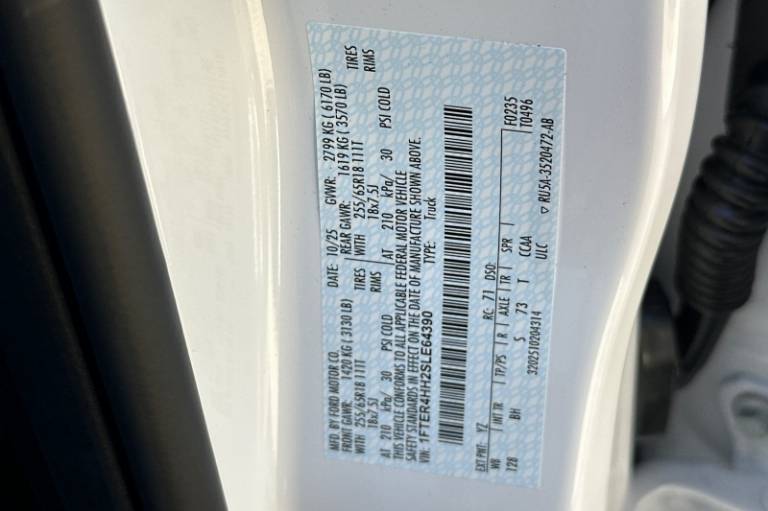 MFD. BY FORD MOTOR CO.
DATE: 10/25 GVWR: 2799 KG ( 6170 LB)
FRONT GAWR: 1420 KG ( 3130 LB) REAR GAWR: 1619 KG ( 3570 LB)
WITH 255/65R18 111T TIRES WITH 255/65R18 111T TIRES
18x7.5J RIMS 18x7.5J RIMS
AT 210 kPa/ 30 PSI COLD AT 210 kPa/ 30 PSI COLD
THIS VEHICLE CONFORMS TO ALL APPLICABLE FEDERAL MOTOR VEHICLE
SAFETY STANDARDS IN EFFECT ON THE DATE OF MANUFACTURE SHOWN ABOVE.
VIN: 1FTER4HH2SLE64390 TYPE: Truck
F0235
T0496
EXT PNT: YZ RC: 71 DSO:
WB INT TR TP/PS R AXLE TR SPR
128 BH 5 73 T CCAA
ULC
3202510204314 RU5A-3520472-AB